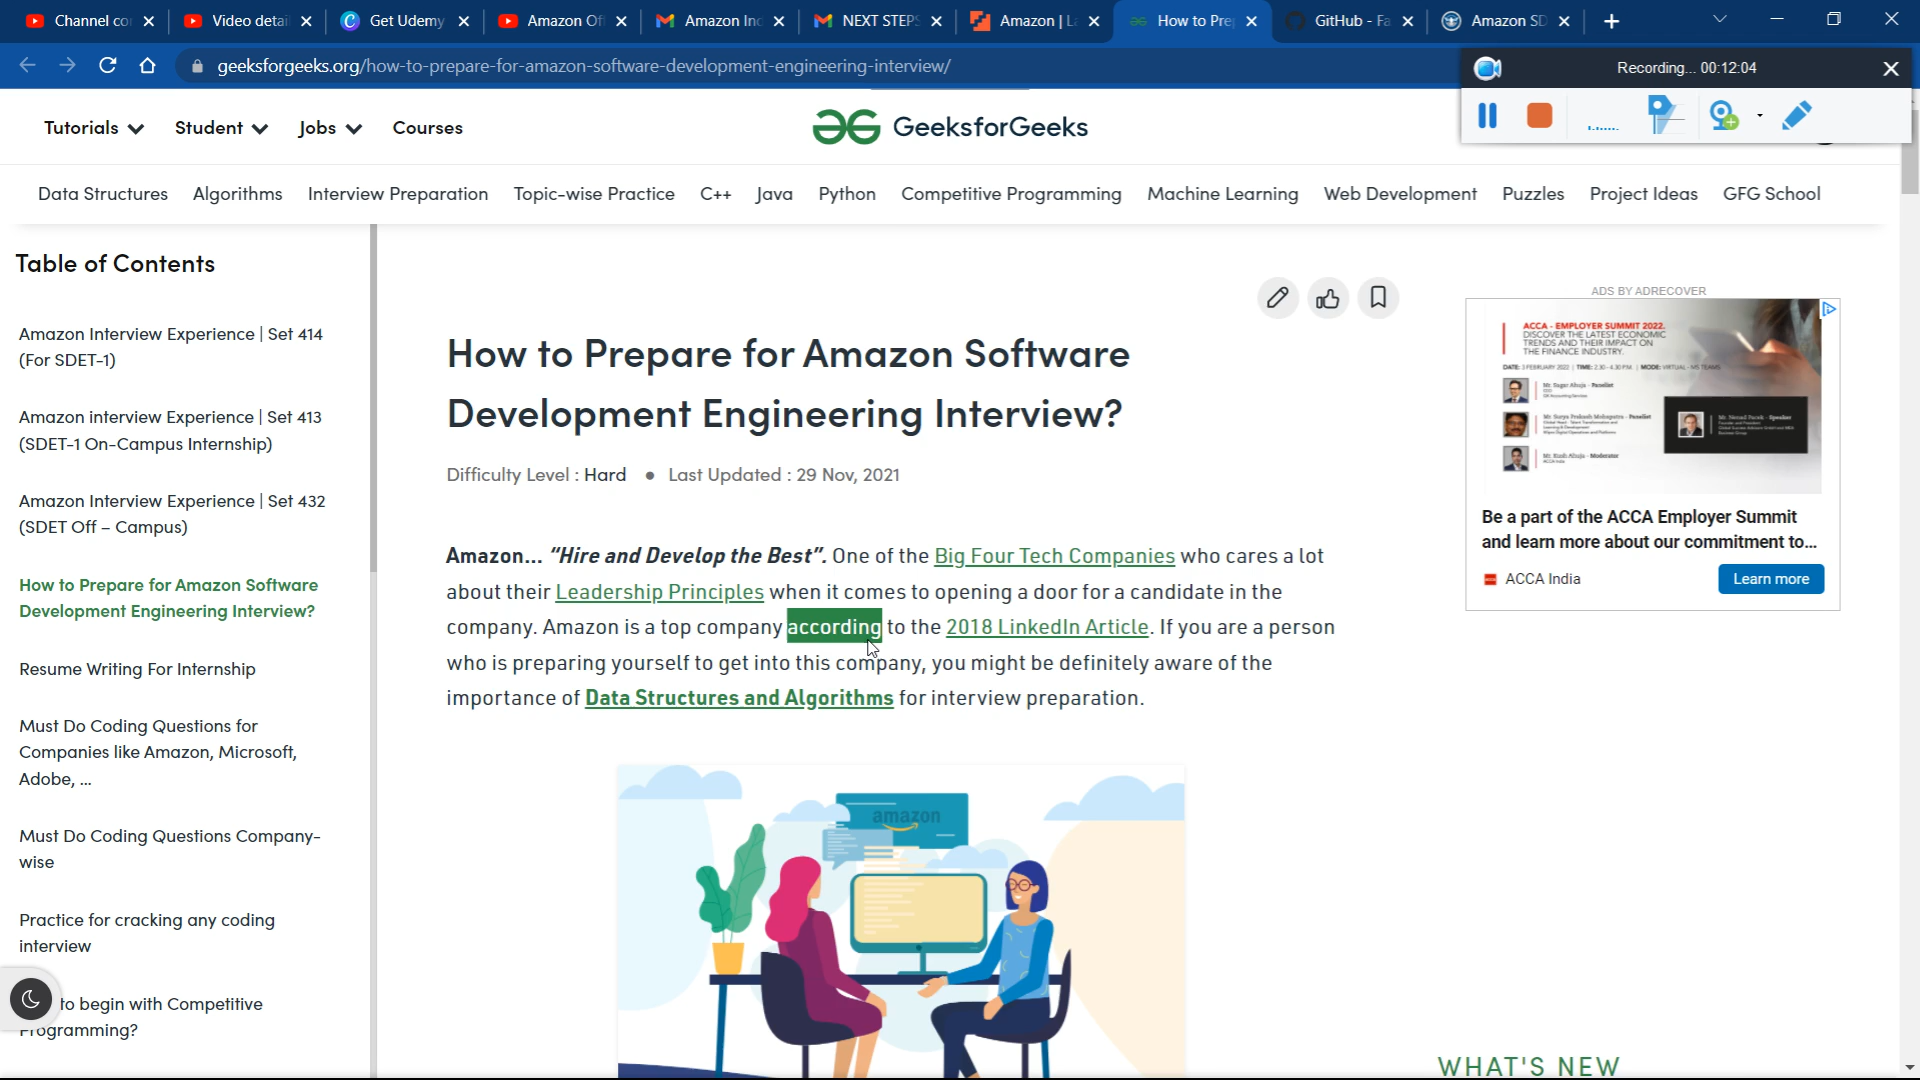 Channel co
Video detai
Get Udemy
Amazon Of
Amazon Inc
NEXT STEPS
Amazon | L
How to Pre
GitHub - Fa
Amazon SD
geeksforgeeks.org/how-to-prepare-for-amazon-software-development-engineering-interview/
Recording... 00:12:04
Tutorials
Student
Jobs
Courses
GeeksforGeeks
Data Structures
Algorithms
Interview Preparation
Topic-wise Practice
C++
Java
Python
Competitive Programming
Machine Learning
Web Development
Puzzles
Project Ideas
GFG School
Table of Contents
Amazon Interview Experience | Set 414
(For SDET-1)
Amazon interview Experience | Set 413
(SDET-1 On-Campus Internship)
Amazon Interview Experience | Set 432
(SDET Off – Campus)
How to Prepare for Amazon Software
Development Engineering Interview?
Resume Writing For Internship
Must Do Coding Questions for
Companies like Amazon, Microsoft,
Adobe, ...
Must Do Coding Questions Company-
wise
Practice for cracking any coding
interview
to begin with Competitive
Programming?
How to Prepare for Amazon Software
Development Engineering Interview?
Difficulty Level : Hard • Last Updated : 29 Nov, 2021
Amazon... "Hire and Develop the Best". One of the Big Four Tech Companies who cares a lot
about their Leadership Principles when it comes to opening a door for a candidate in the
company. Amazon is a top company according to the 2018 LinkedIn Article. If you are a person
who is preparing yourself to get into this company, you might be definitely aware of the
importance of Data Structures and Algorithms for interview preparation.
amazon
ADS BY ADRECOVER
ACCA - EMPLOYER SUMMIT 2022.
DISCOVER THE LATEST ECONOMIC
TRENDS AND THEIR IMPACT ON
THE FINANCE INDUSTRY.
DATE: 3 FEBRUARY 2022 | TIME: 2:30 - 4:30 P.M. | MODE: VIRTUAL - MS TEAMS
Be a part of the ACCA Employer Summit
and learn more about our commitment to...
ACCA India
Learn more
WHAT'S NEW